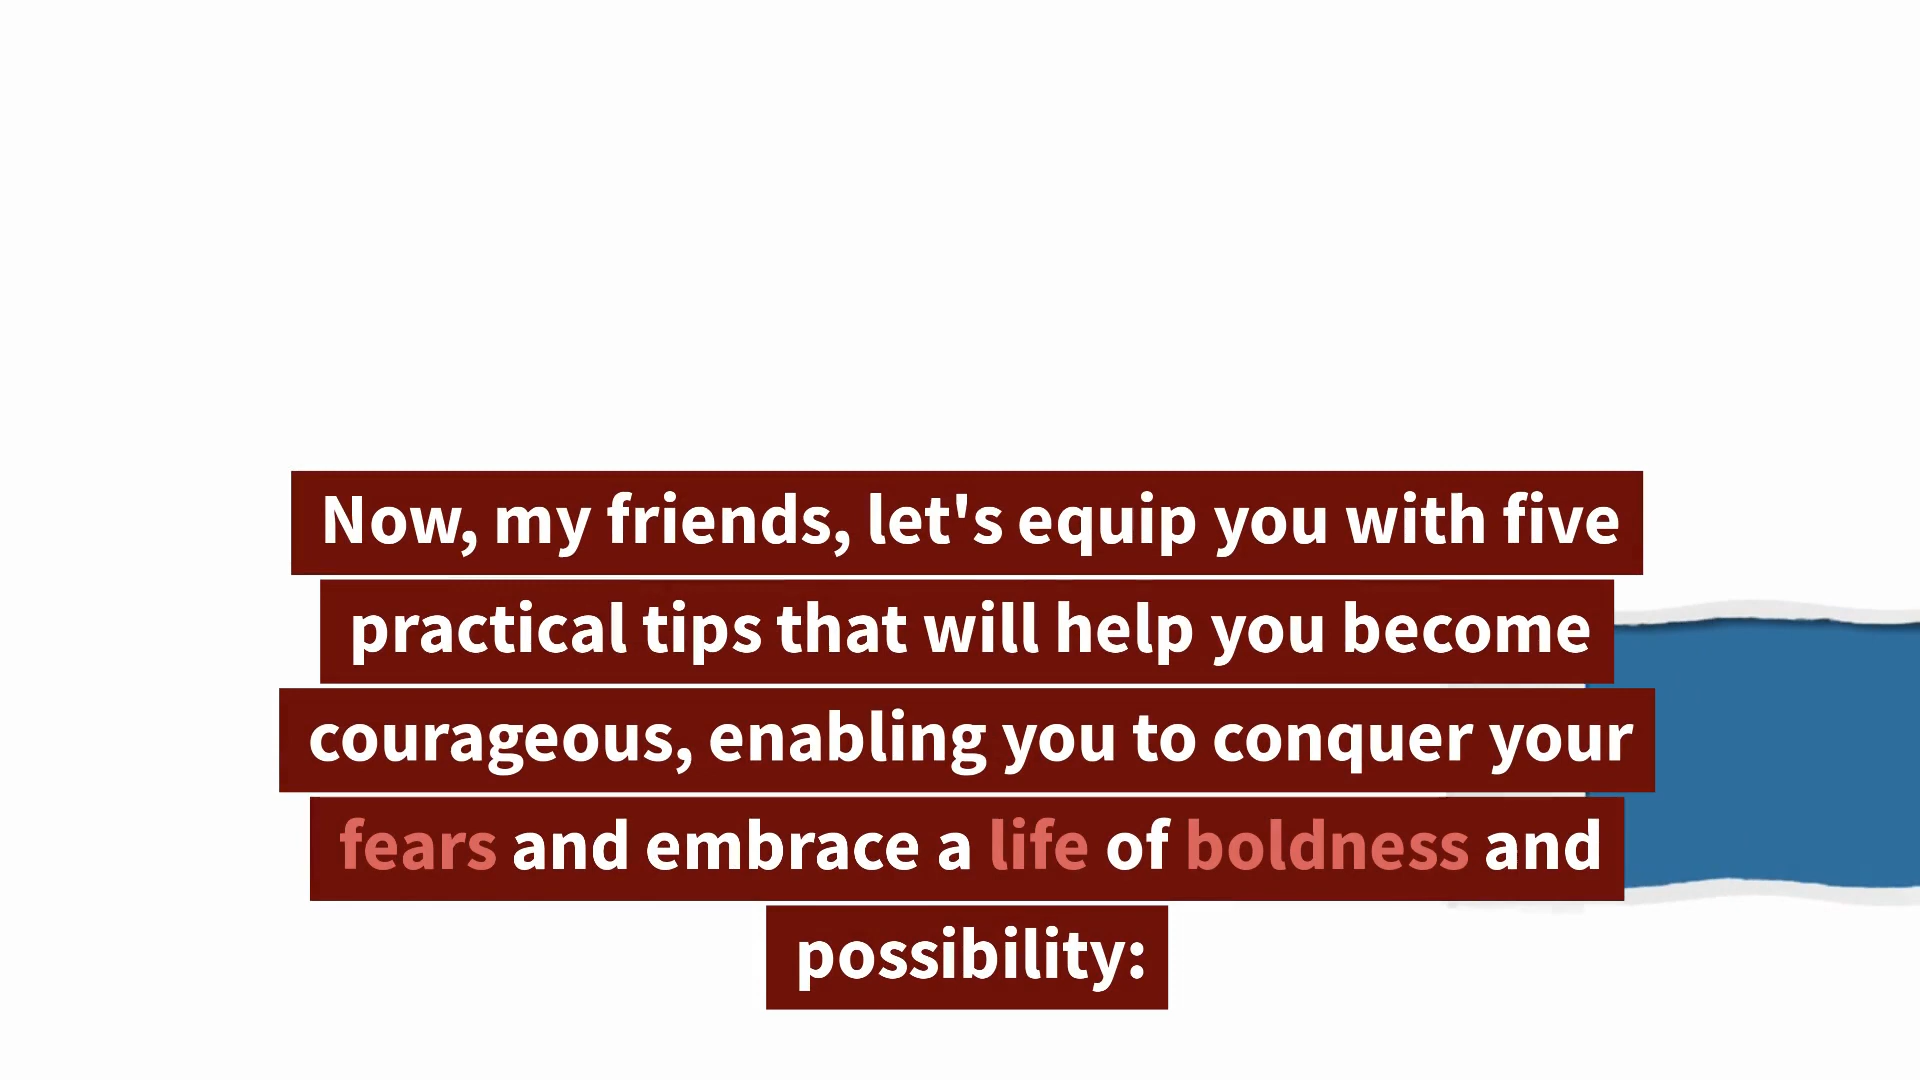 Now, my friends, let's equip you with five
practical tips that will help you become
courageous, enabling you to conquer your
fears and embrace a life of boldness and
possibility: